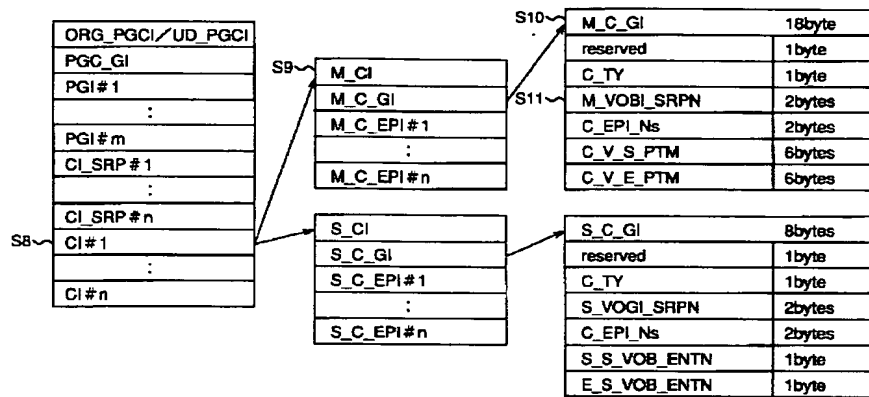 ORG_PGCI/UD_PGCI
PGC_GI
PGI#1
:
PGI#m
CI_SRP#1
:
CI_SRP#n
S8
CI#1
:
CI#n
S9
M_CI
M_C_GI
M_C_EPI#1
:
M_C_EPI#n
S_CI
S_C_GI
S_C_EPI#1
:
S_C_EPI#n
S10
M_C_GI 18byte
reserved 1byte
C_TY 1byte
S11
M_VOBI_SRPN 2bytes
C_EPI_Ns 2bytes
C_V_S_PTM 6bytes
C_V_E_PTM 6bytes
S_C_GI 8bytes
reserved 1byte
C_TY 1byte
S_VOGI_SRPN 2bytes
C_EPI_Ns 2bytes
S_S_VOB_ENTN 1byte
E_S_VOB_ENTN 1byte